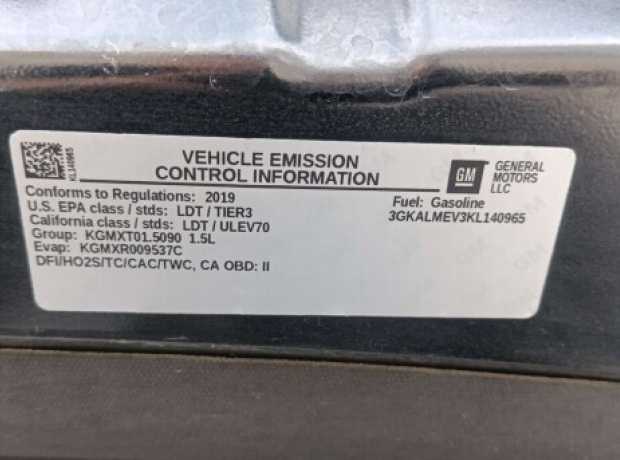 KL140965
VEHICLE EMISSION
CONTROL INFORMATION
GM
GENERAL
MOTORS
LLC
Conforms to Regulations: 2019
U.S. EPA class / stds: LDT / TIER3
California class / stds: LDT / ULEV70
Group: KGMXT01.5090 1.5L
Evap: KGMXR009537C
DFI/HO2S/TC/CAC/TWC, CA OBD: II
Fuel: Gasoline
3GKALMEV3KL140965